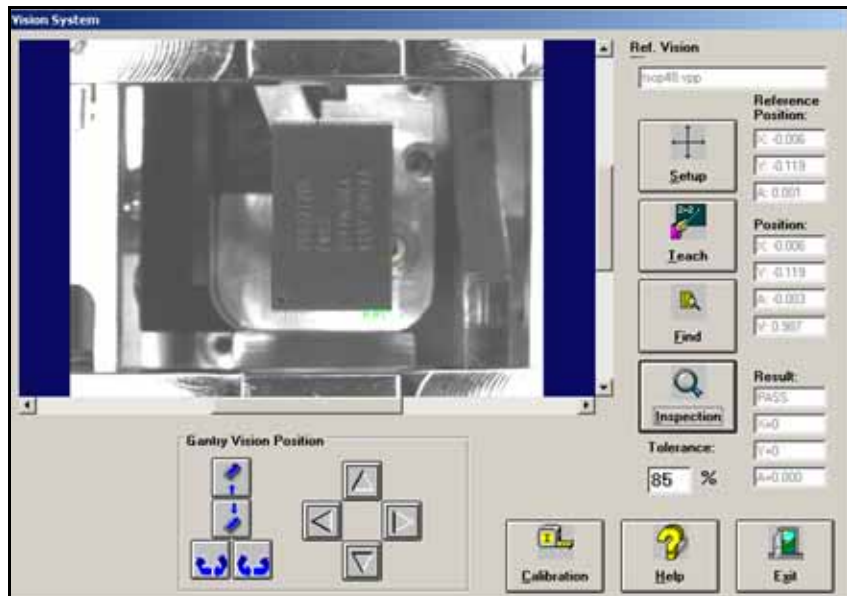 Vision System
Ref. Vision
tsop48.vpp
Reference
Position:
X: -0.006
Y: -0.119
A: 0.001
Setup
Teach
Position:
X: -0.006
Y: -0.119
A: -0.003
V: 0.987
Find
Inspection
Result:
PASS
X=0
Y=0
A=0.000
Tolerance:
85 %
Gantry Vision Position
Calibration
Help
Exit